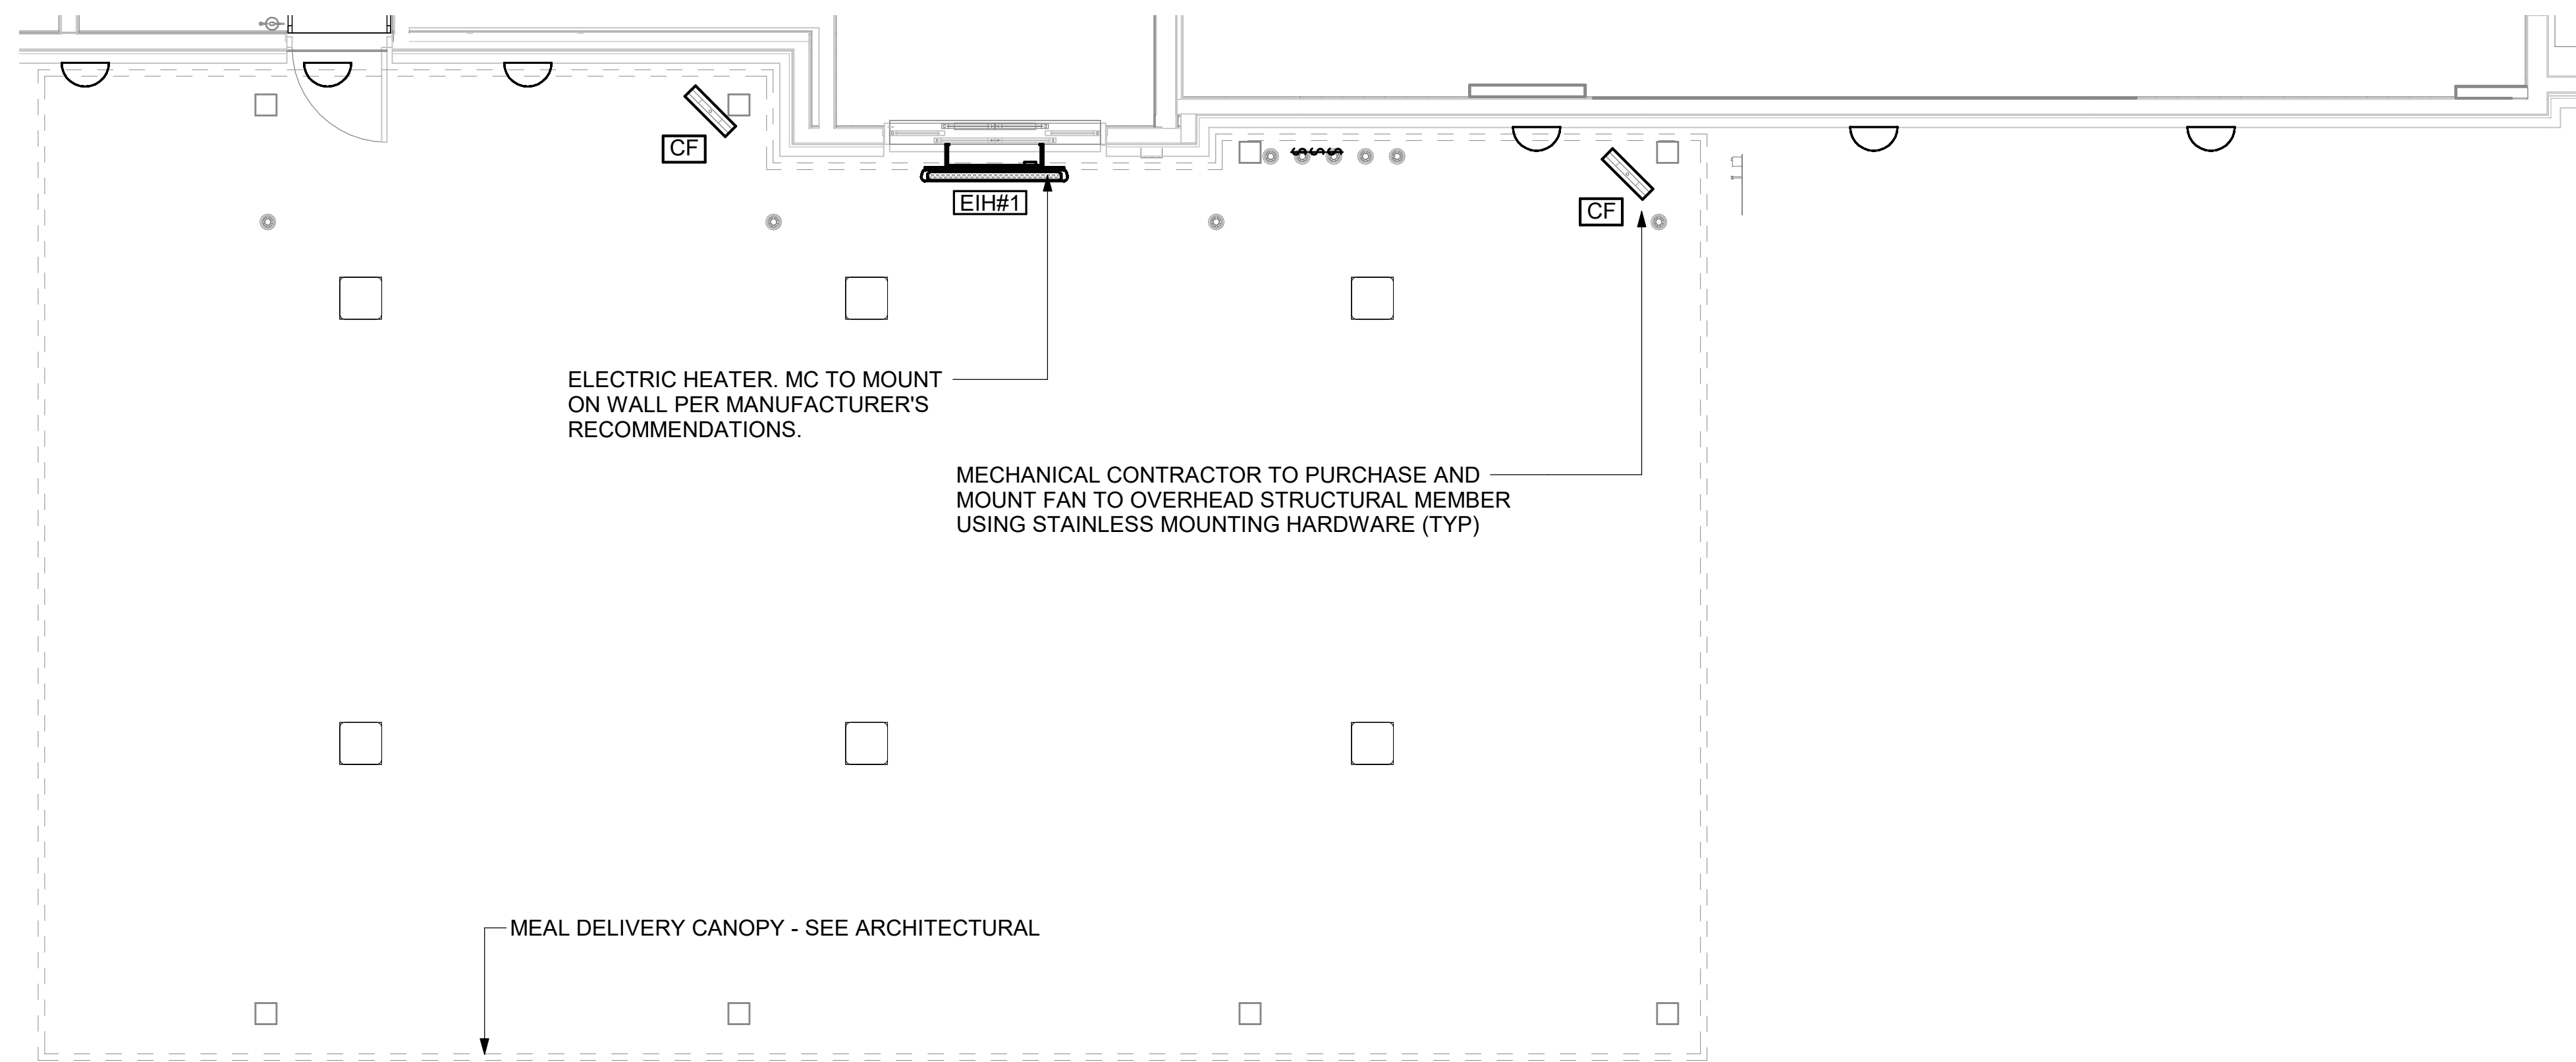 CF
EIH#1
CF
ELECTRIC HEATER. MC TO MOUNT
ON WALL PER MANUFACTURER'S
RECOMMENDATIONS.
MECHANICAL CONTRACTOR TO PURCHASE AND
MOUNT FAN TO OVERHEAD STRUCTURAL MEMBER
USING STAINLESS MOUNTING HARDWARE (TYP)
MEAL DELIVERY CANOPY - SEE ARCHITECTURAL